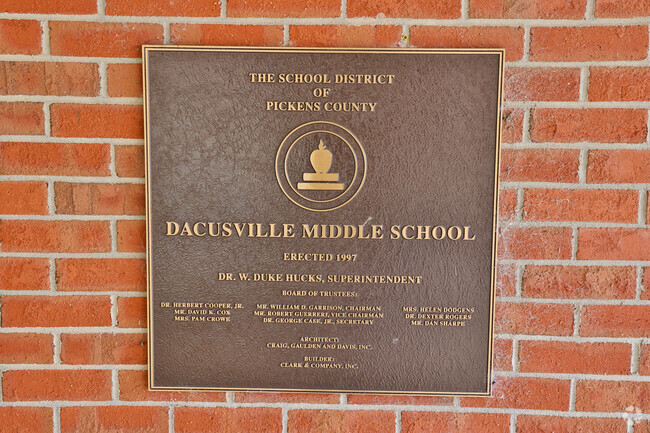 THE SCHOOL DISTRICT
OF
PICKENS COUNTY
DACUSVILLE MIDDLE SCHOOL
ERECTED 1997
DR. W. DUKE HUCKS, SUPERINTENDENT
BOARD OF TRUSTEES:
DR. HERBERT COOPER, JR.
MR. DAVID K. COX
MRS. PAM CROWE
MR. WILLIAM D. GARRISON, CHAIRMAN
MR. ROBERT GUERRERI, VICE CHAIRMAN
DR. GEORGE CASE, SECRETARY
MRS. HELEN DODGENS
DR. DEXTER ROGERS
MR. DAN SHARPE
ARCHITECT:
CRAIG, GAULDEN AND DAVIS, INC.
BUILDER:
CLARK & COMPANY, INC.